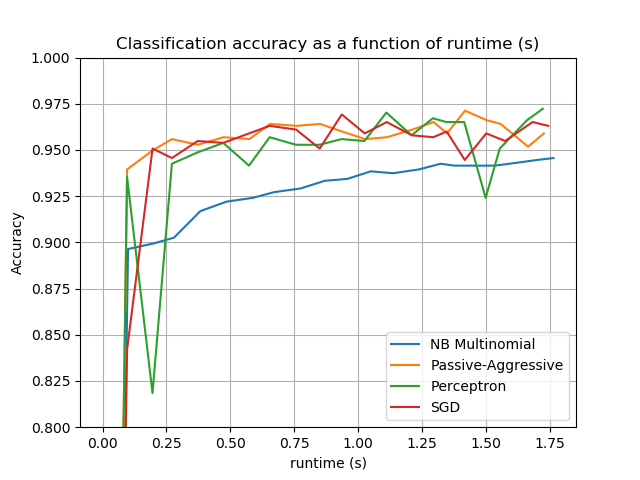 Classification accuracy as a function of runtime (s)
1.000
0.975
0.950
0.925
0.900
0.875
0.850
0.825
0.800
Accuracy
NB Multinomial
Passive-Aggressive
Perceptron
SGD
0.00 0.25 0.50 0.75 1.00 1.25 1.50 1.75
runtime (s)